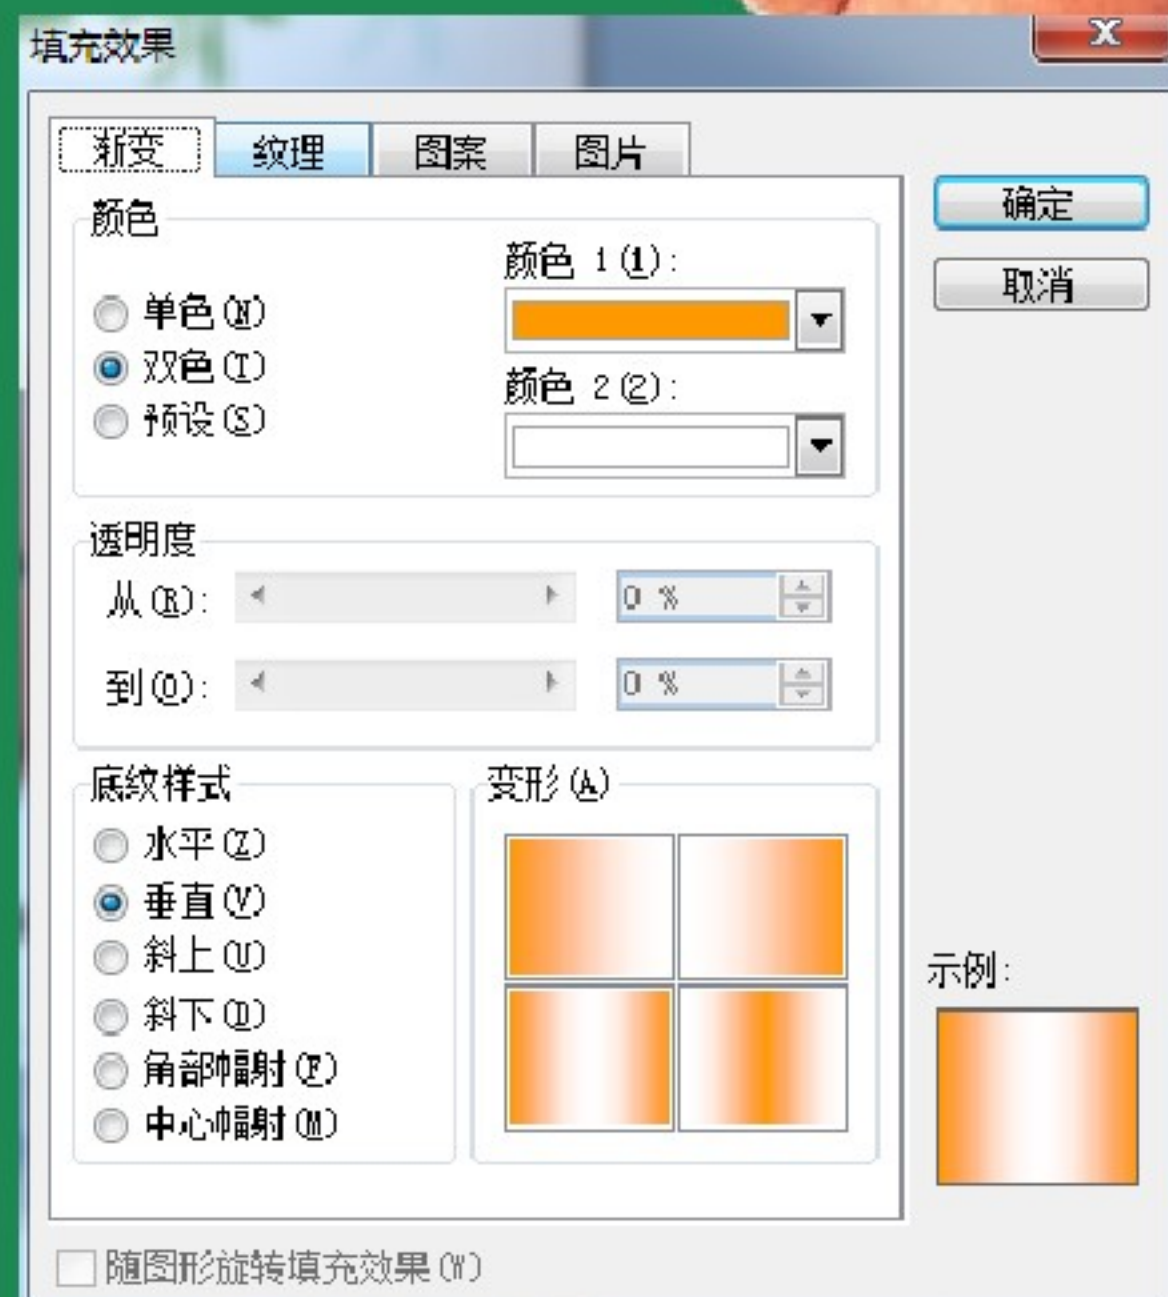 填充效果
渐变 纹理 图案 图片
确定
取消
颜色
颜色 1(1):
单色(N)
双色(T)
预设(S)
颜色 2(2):
透明度
从(R): 0 %
到(O): 0 %
底纹样式
变形(A)
水平(Z)
垂直(V)
斜上(U)
斜下(D)
角部幅射(F)
中心幅射(M)
示例:
随图形旋转填充效果(W)